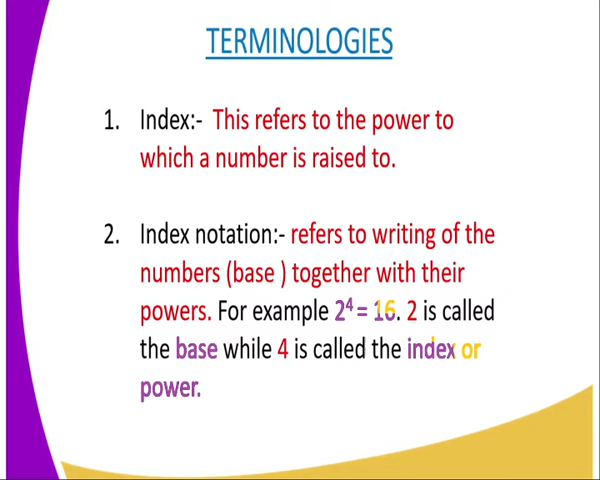 TERMINOLOGIES
1. Index:- This refers to the power to
which a number is raised to.
2. Index notation:- refers to writing of the
numbers (base ) together with their
powers. For example 2⁴ = 16. 2 is called
the base while 4 is called the index or
power.